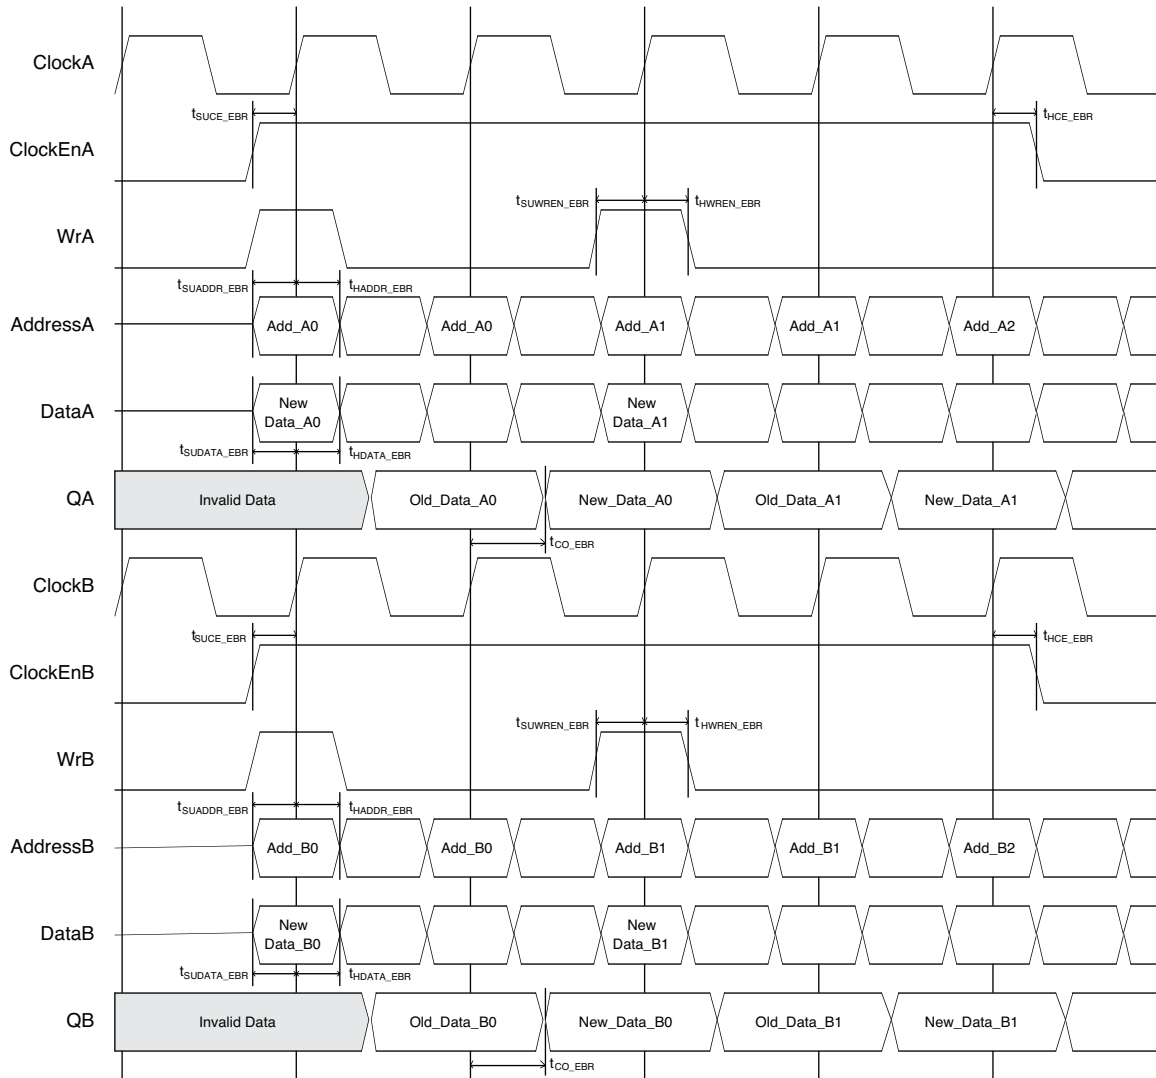 ClockA
tSUCE_EBR
tHCE_EBR
ClockEnA
tSUWREN_EBR
tHWREN_EBR
WrA
tSUADDR_EBR
tHADDR_EBR
AddressA
Add_A0
Add_A0
Add_A1
Add_A1
Add_A2
DataA
New
Data_A0
New
Data_A1
tSUDATA_EBR
tHDATA_EBR
QA
Invalid Data
Old_Data_A0
New_Data_A0
Old_Data_A1
New_Data_A1
tCO_EBR
ClockB
tSUCE_EBR
tHCE_EBR
ClockEnB
tSUWREN_EBR
tHWREN_EBR
WrB
tSUADDR_EBR
tHADDR_EBR
AddressB
Add_B0
Add_B0
Add_B1
Add_B1
Add_B2
DataB
New
Data_B0
New
Data_B1
tSUDATA_EBR
tHDATA_EBR
QB
Invalid Data
Old_Data_B0
New_Data_B0
Old_Data_B1
New_Data_B1
tCO_EBR